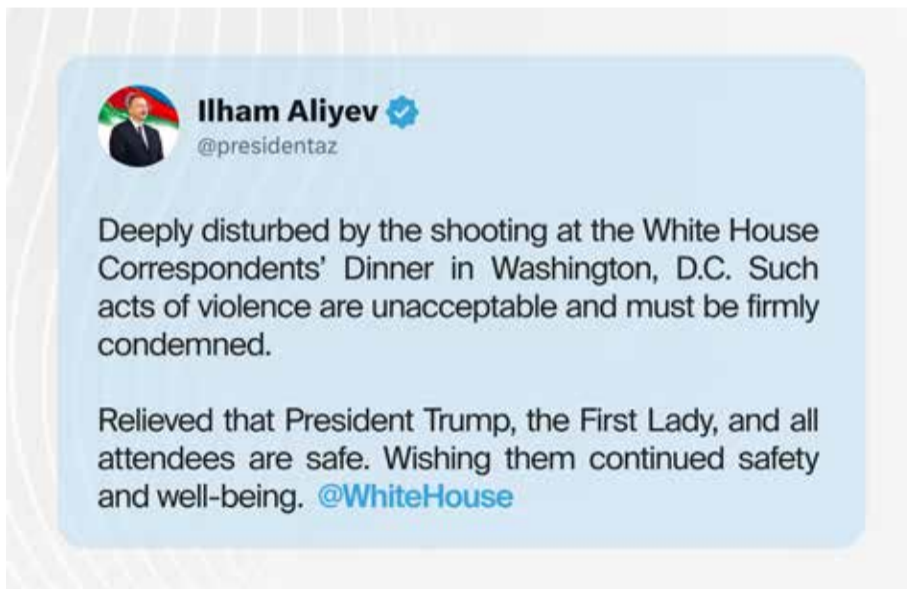 Ilham Aliyev
@presidentaz
Deeply disturbed by the shooting at the White House
Correspondents’ Dinner in Washington, D.C. Such
acts of violence are unacceptable and must be firmly
condemned.
Relieved that President Trump, the First Lady, and all
attendees are safe. Wishing them continued safety
and well-being. @WhiteHouse